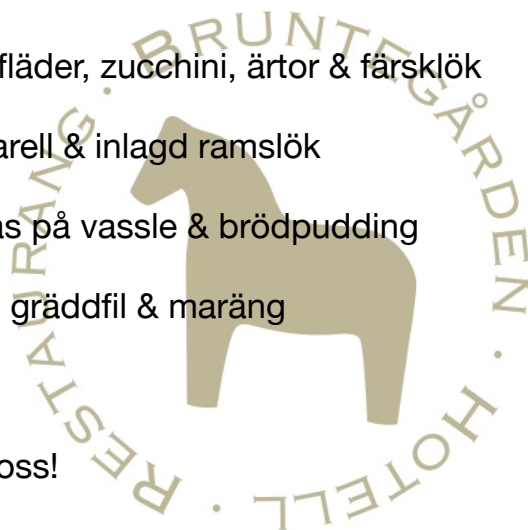 fläder, zucchini, ärtor & färsklök
arell & inlagd ramslök
as på vassle & brödpudding
gräddfil & maräng
oss!
RESTAURANG · BRUNTEGÅRDEN · HOTELL ·